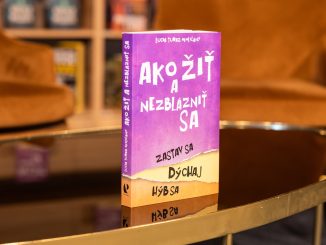 AKO ŽIŤ
A
NEZBLÁZNIŤ
SA
ZASTAV SA
DÝCHAJ
HÝB SA
AKO ŽIŤ A NEZBLÁZNIŤ SA